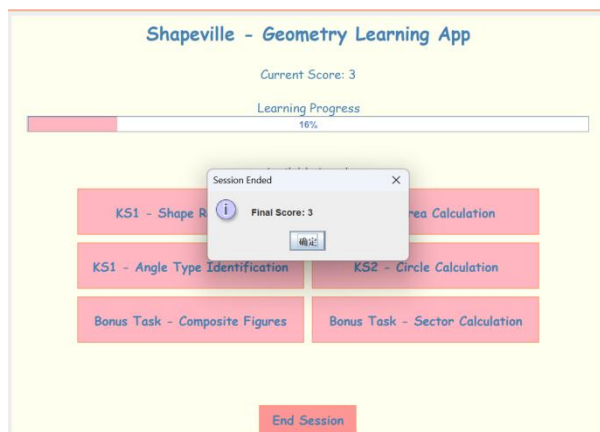 Shapeville - Geometry Learning App
Current Score: 3
Learning Progress
16%
Session Ended
Final Score: 3
确定
KS1 - Shape
Calculation
KS1 - Angle Type Identification
KS2 - Circle Calculation
Bonus Task - Composite Figures
Bonus Task - Sector Calculation
End Session